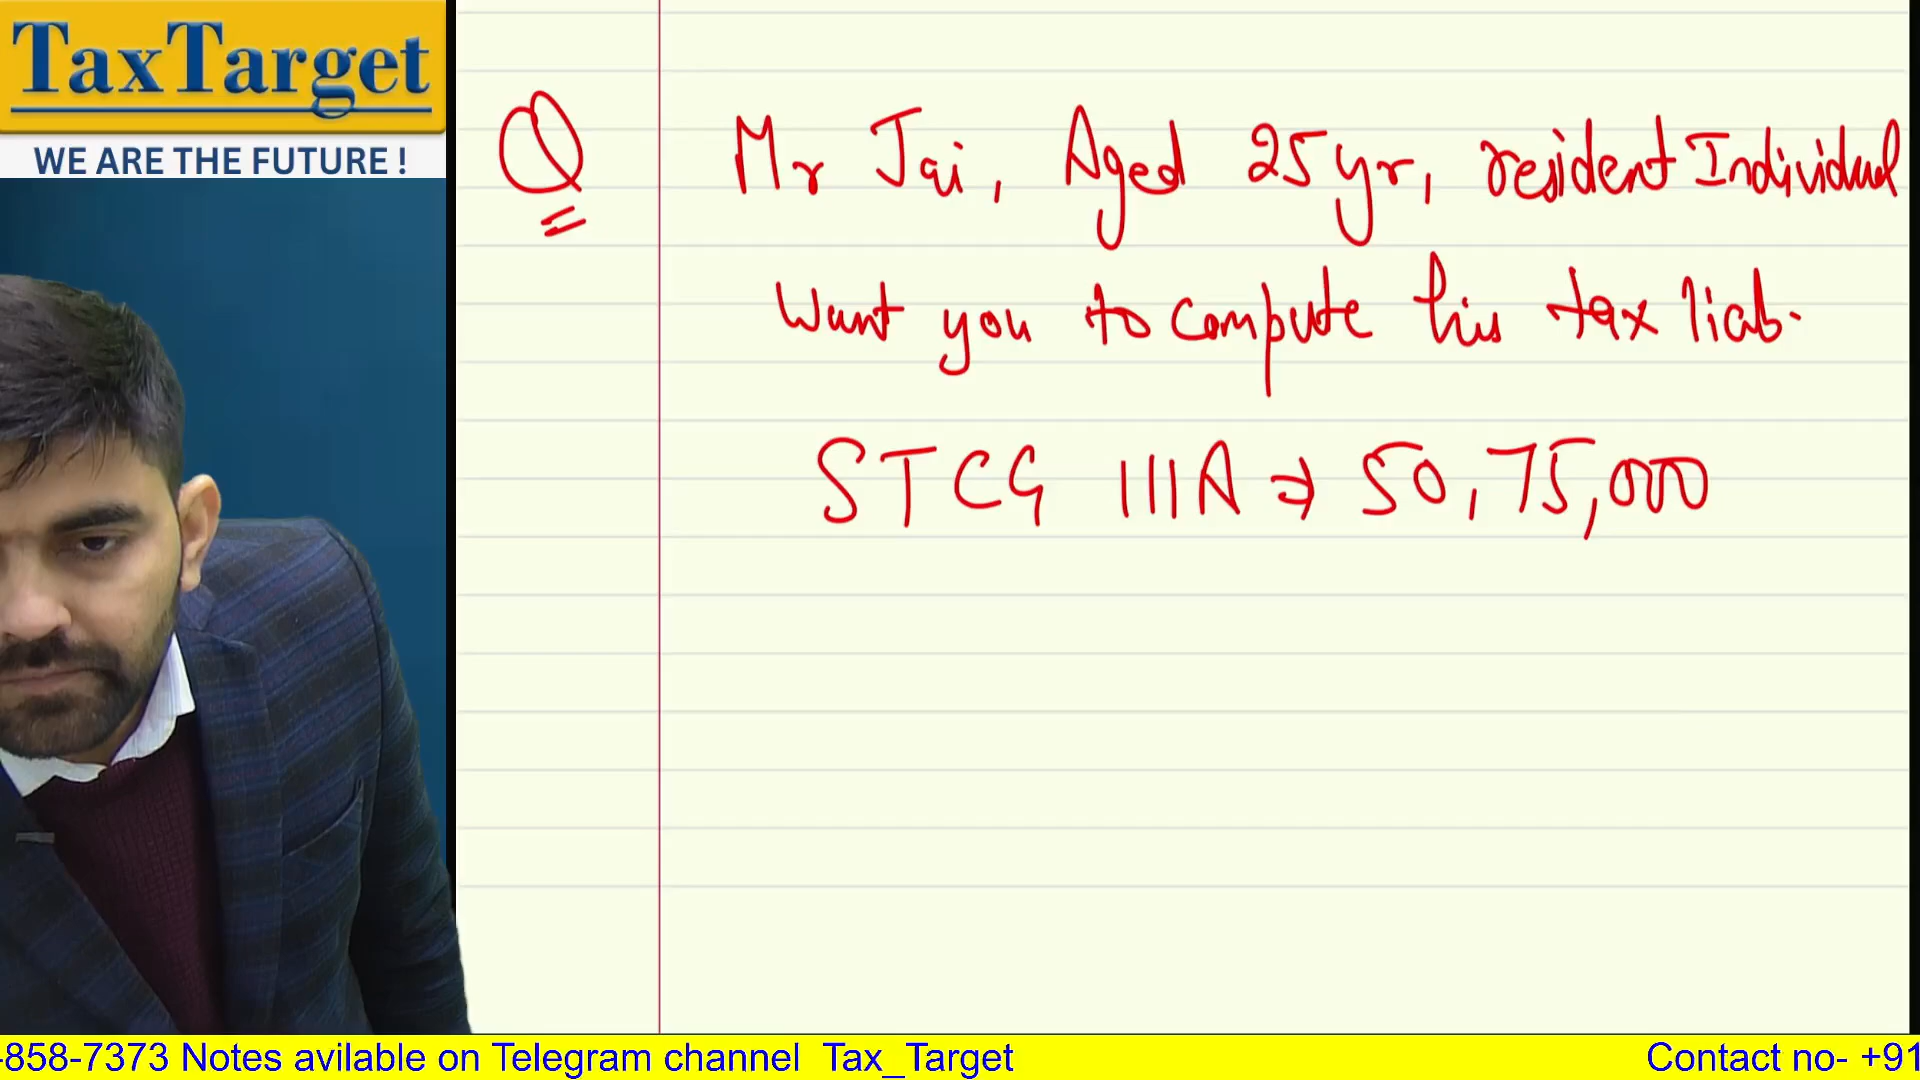 TaxTarget
WE ARE THE FUTURE !
Q Mr Jai, Aged 25yr, resident Individual
Want you to compute his tax liab.
STCG 111A ⇒ 50,75,000
-858-7373 Notes avilable on Telegram channel Tax_Target
Contact no- +91